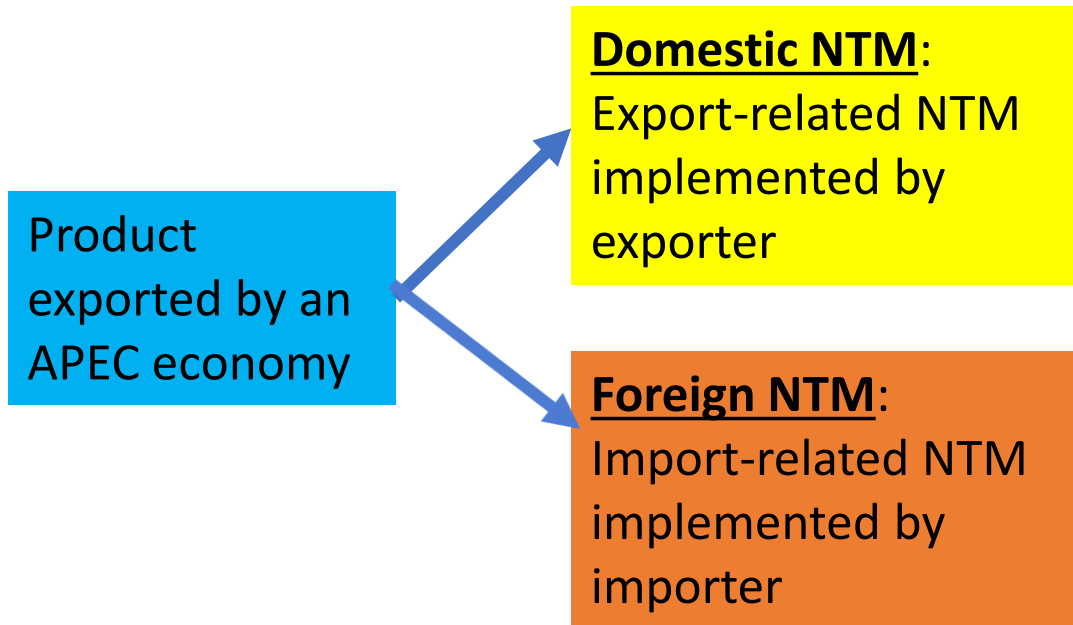 Product
exported by an
APEC economy
Domestic NTM:
Export-related NTM
implemented by
exporter
Foreign NTM:
Import-related NTM
implemented by
importer